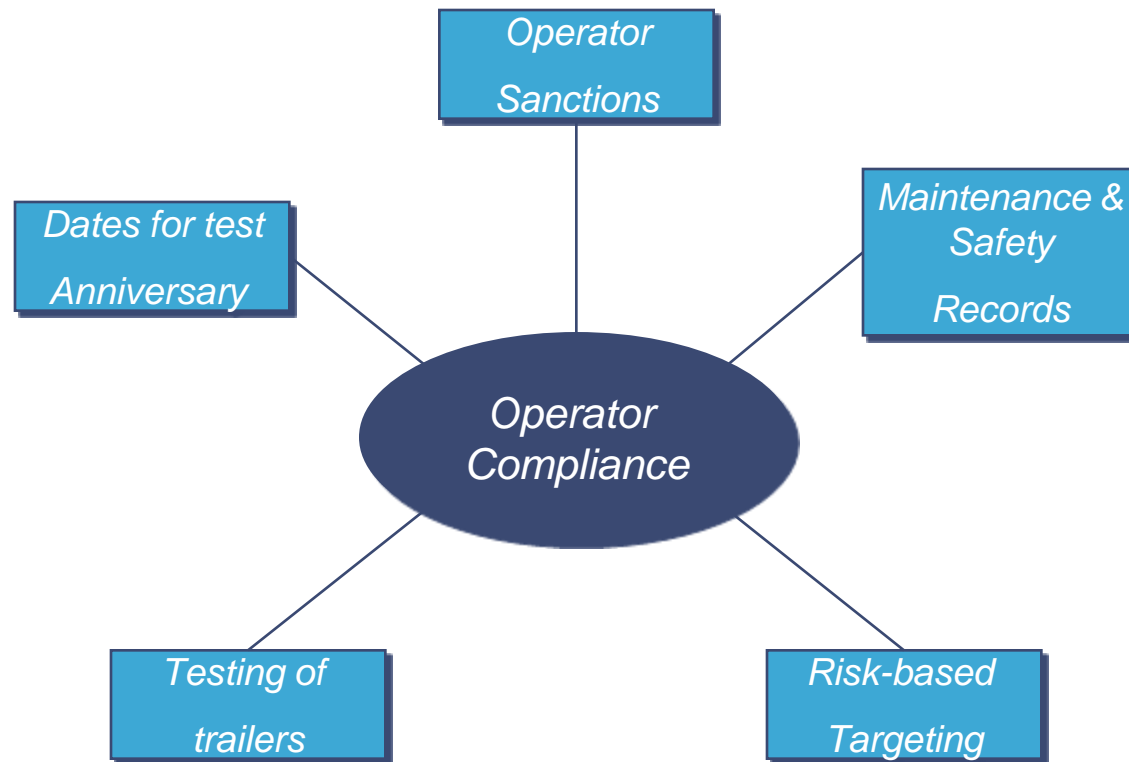 Operator
Sanctions
Dates for test
Anniversary
Maintenance &
Safety
Records
Operator
Compliance
Testing of
trailers
Risk-based
Targeting